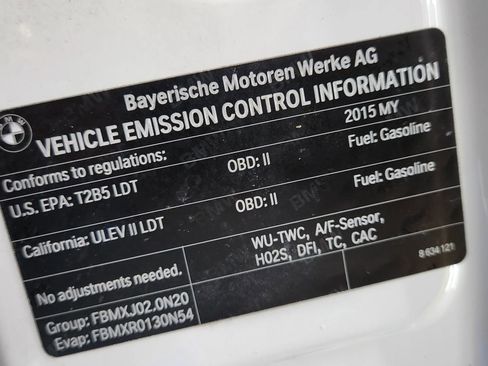 BMW
Bayerische Motoren Werke AG
VEHICLE EMISSION CONTROL INFORMATION
Conforms to regulations: 2015 MY
U.S. EPA: T2B5 LDT OBD: II Fuel: Gasoline
California: ULEV II LDT OBD: II Fuel: Gasoline
No adjustments needed. WU-TWC, A/F-Sensor,
H02S, DFI, TC, CAC
Group: FBMXJ02.0N20 8 634 121
Evap: FBMXR0130N54